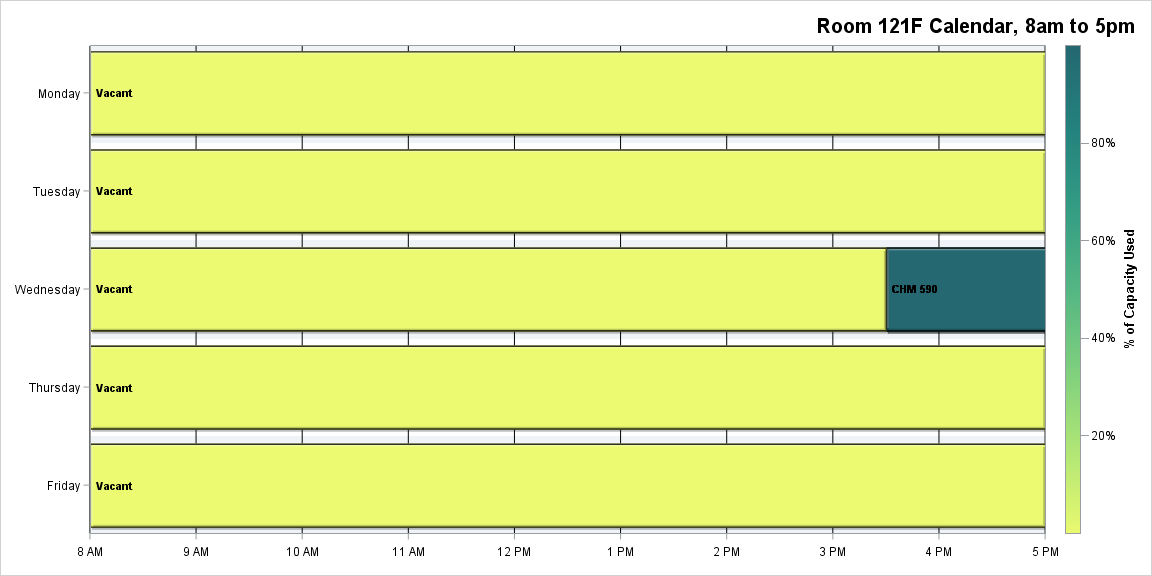 Room 121F Calendar, 8am to 5pm
Monday
Vacant
Tuesday
Vacant
Wednesday
Vacant
CHM 590
Thursday
Vacant
Friday
Vacant
8 AM 9 AM 10 AM 11 AM 12 PM 1 PM 2 PM 3 PM 4 PM 5 PM
80%
60%
40%
20%
% of Capacity Used